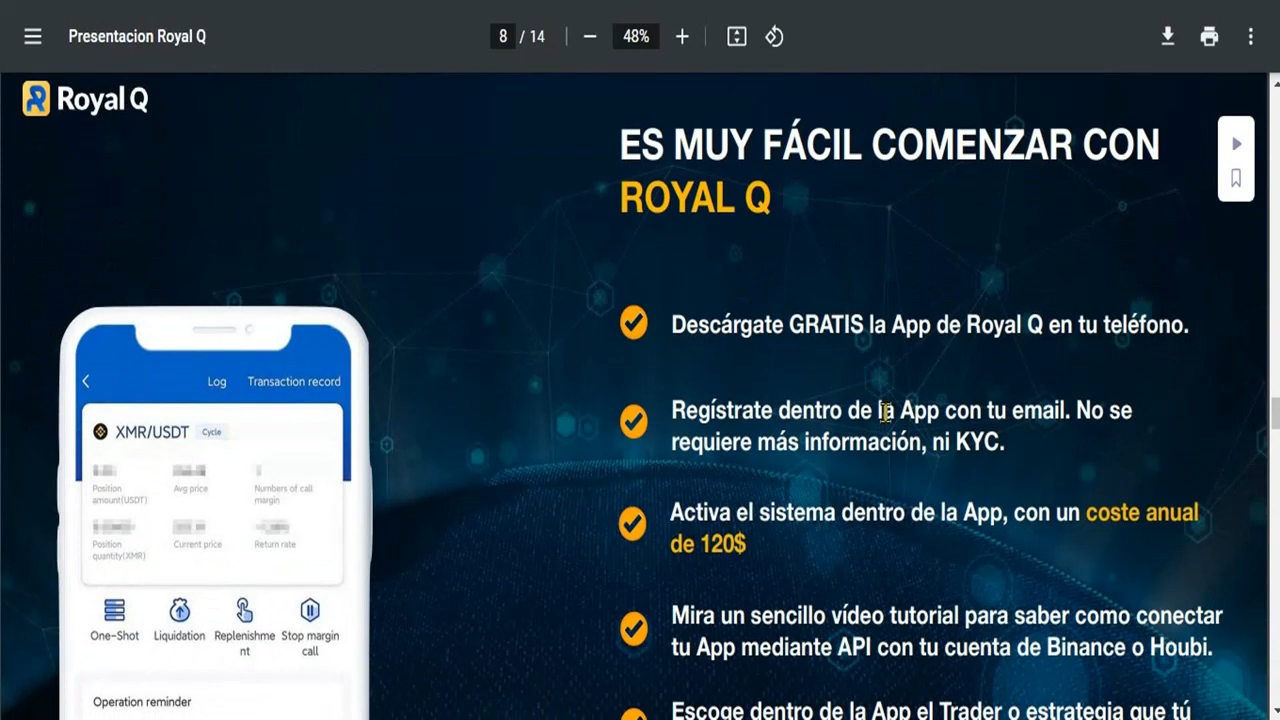 Presentacion Royal Q
8 / 14
48%
Royal Q
ES MUY FÁCIL COMENZAR CON
ROYAL Q
Descárgate GRATIS la App de Royal Q en tu teléfono.
Regístrate dentro de la App con tu email. No se
requiere más información, ni KYC.
Activa el sistema dentro de la App, con un coste anual
de 120$
Mira un sencillo vídeo tutorial para saber como conectar
tu App mediante API con tu cuenta de Binance o Houbi.
Escoge dentro de la App el Trader o estrategia que tú
Log Transaction record
XMR/USDT Cycle
Position
amount(USDT)
Avg price
Numbers of call
margin
Position
quantity(XMR)
Current price
Return rate
One-Shot
Liquidation
Replenishme
nt
Stop margin
call
Operation reminder